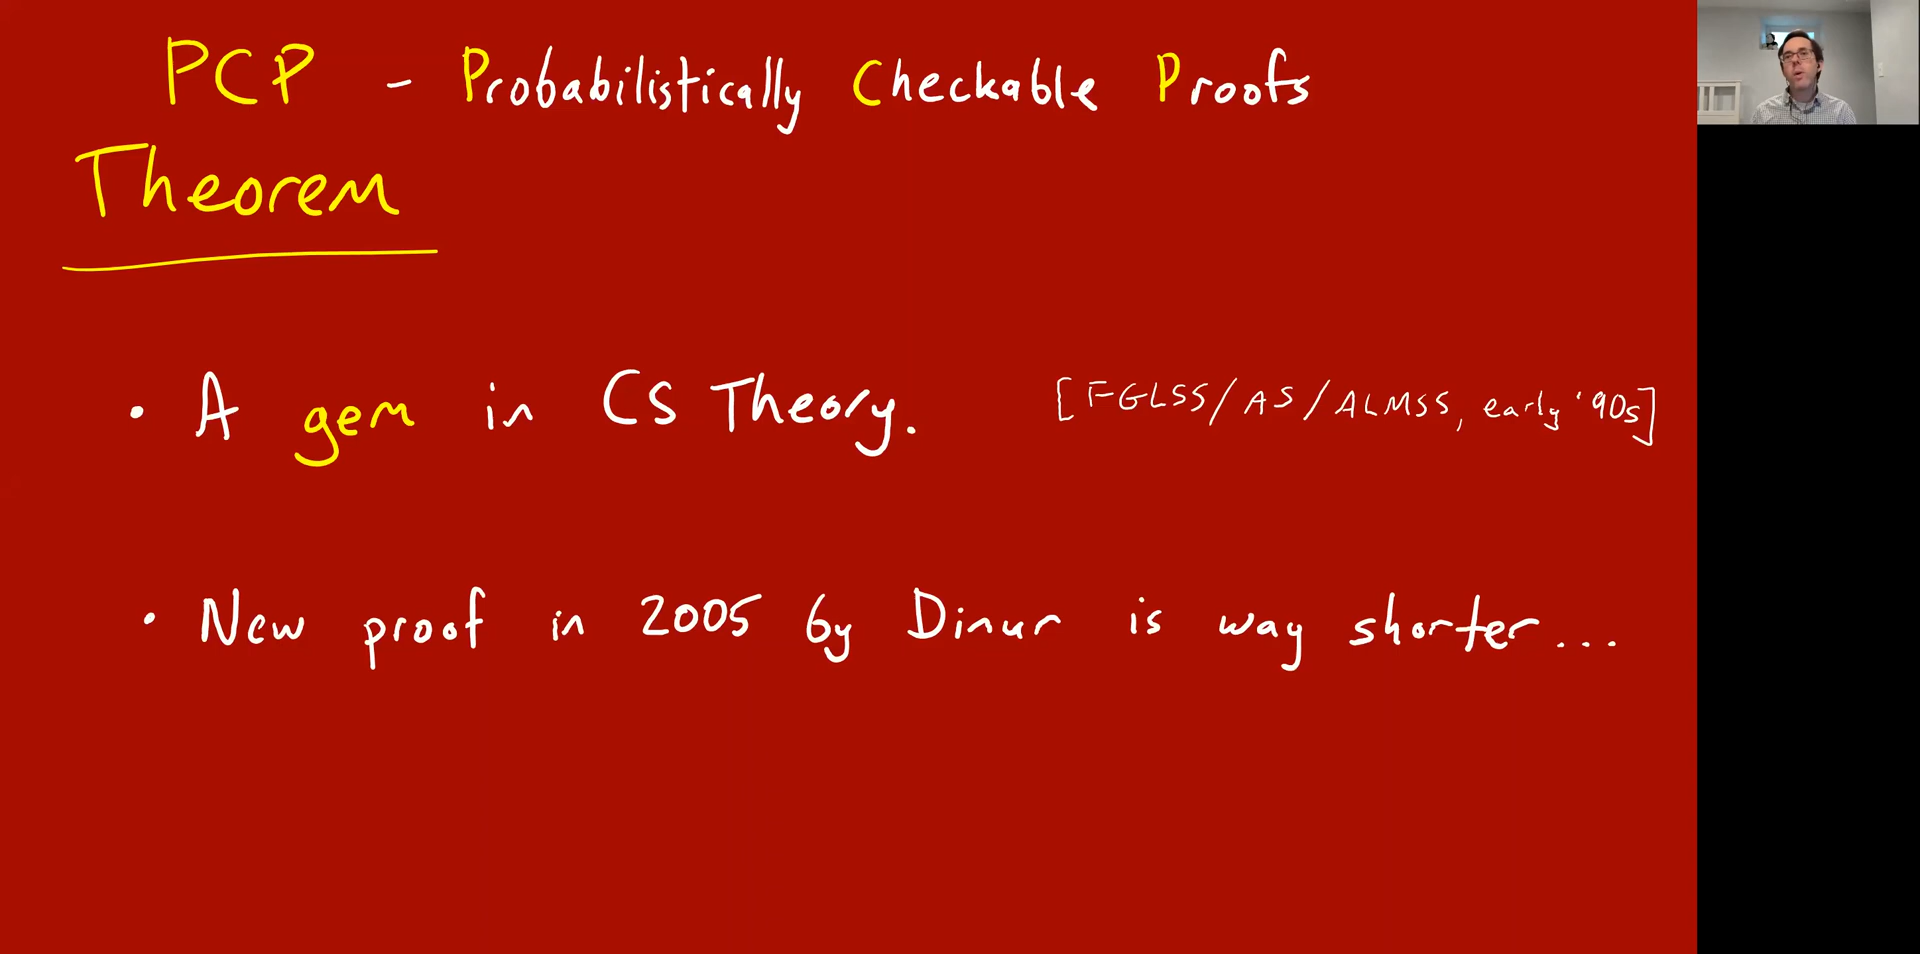 PCP - Probabilistically Checkable Proofs
Theorem
• A gem in CS Theory. [FGLSS/AS/ALMSS, early '90s]
• New proof in 2005 by Dinur is way shorter...